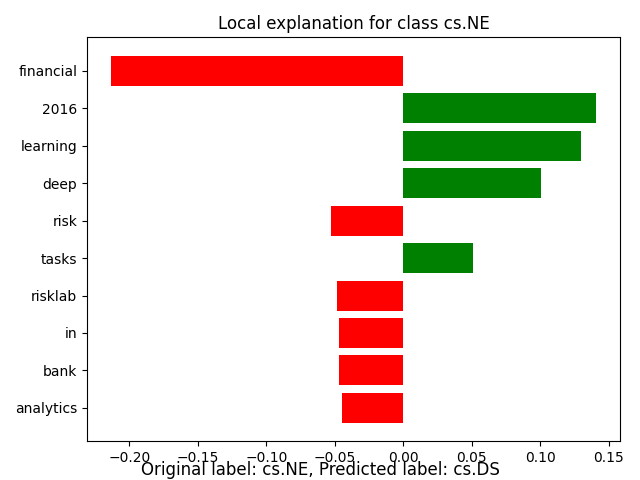 Local explanation for class cs.NE
financial
2016
learning
deep
risk
tasks
risklab
in
bank
analytics
−0.20 −0.15 −0.10 −0.05 0.00 0.05 0.10 0.15
Original label: cs.NE, Predicted label: cs.DS